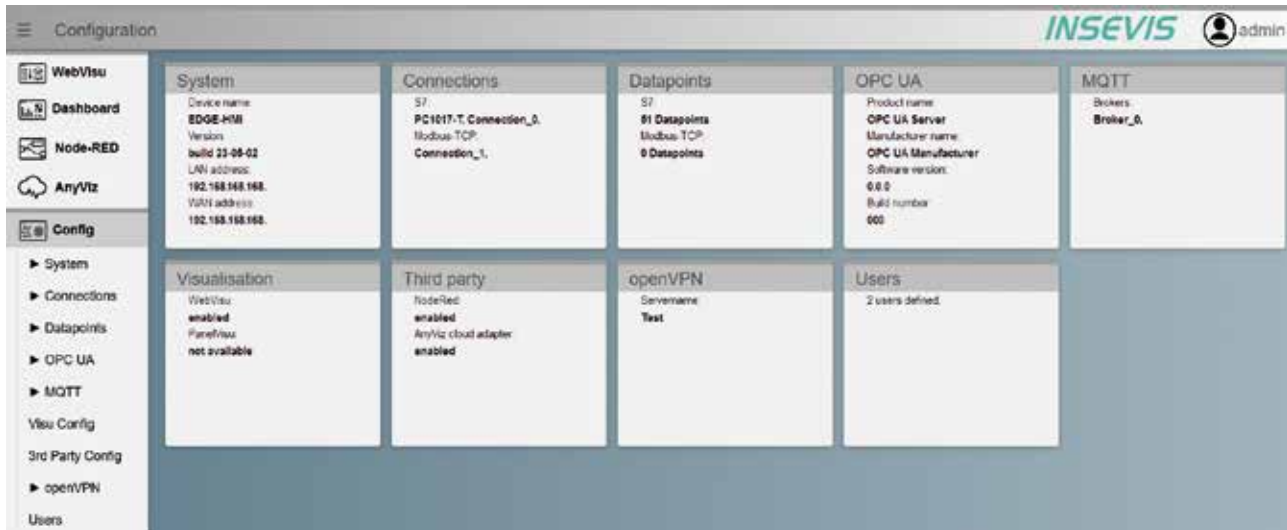 Configuration
INSEVIS
admin
WebVisu
Dashboard
Node-RED
AnyViz
Config
► System
► Connections
► Datapoints
► OPC UA
► MQTT
Visu Config
3rd Party Config
► openVPN
Users
System
Device name
EDGE-HMI
Version
build 23-05-02
LAN address:
192.168.168.168.
WAN address
192.168.168.168.
Connections
S7
PC1017-T, Connection_0,
Modbus-TCP:
Connection_1,
Datapoints
S7
51 Datapoints
Modbus TCP
0 Datapoints
OPC UA
Product name
OPC UA Server
Manufacturer name:
OPC UA Manufacturer
Software version:
0.0.0
Build number
000
MQTT
Brokers
Broker_0,
Visualisation
WebVisu
enabled
PanelVisu
not available
Third party
NodeRed
enabled
AnyViz cloud adapter
enabled
openVPN
Servername
Test
Users
2 users defined.